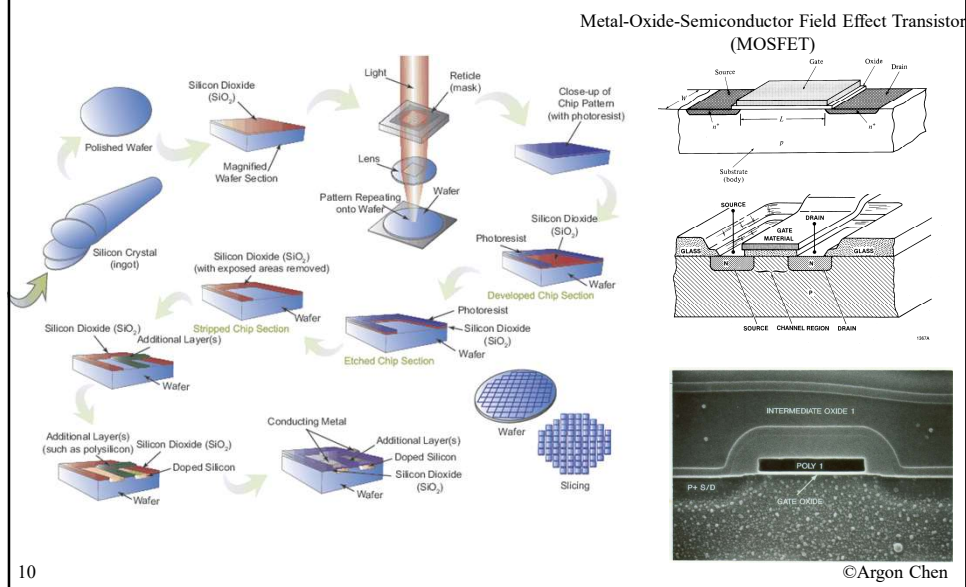 Metal-Oxide-Semiconductor Field Effect Transistor
(MOSFET)
Polished Wafer
Silicon Dioxide
(SiO2)
Magnified
Wafer Section
Light
Reticle
(mask)
Lens
Pattern Repeating
onto Wafer
Wafer
Close-up of
Chip Pattern
(with photoresist)
Silicon Crystal
(ingot)
Silicon Dioxide
(SiO2)
Photoresist
Wafer
Developed Chip Section
Photoresist
Silicon Dioxide
(SiO2)
Wafer
Etched Chip Section
Silicon Dioxide (SiO2)
(with exposed areas removed)
Wafer
Stripped Chip Section
Silicon Dioxide (SiO2)
Additional Layer(s)
Wafer
Additional Layer(s)
(such as polysilicon)
Silicon Dioxide (SiO2)
Doped Silicon
Wafer
Conducting Metal
Additional Layer(s)
Doped Silicon
Silicon Dioxide
(SiO2)
Wafer
Wafer
Slicing
Source
Gate
Oxide
Drain
W
n+
L
n+
p
Substrate
(body)
SOURCE
DRAIN
GATE
MATERIAL
GLASS
GLASS
N
N
P
SOURCE
CHANNEL REGION
DRAIN
1367A
INTERMEDIATE OXIDE 1
POLY 1
P+ S/D
GATE OXIDE
10
©Argon Chen